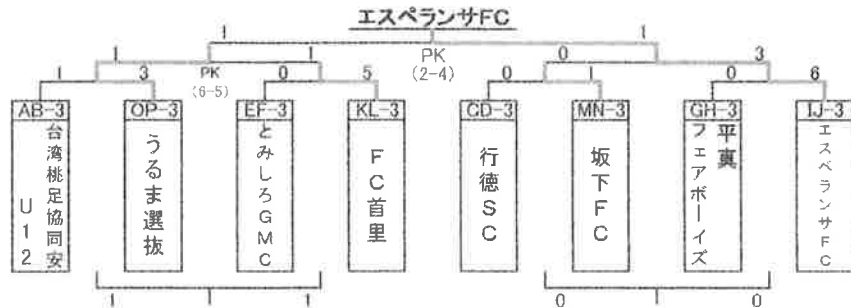 エスペランサFC
1 1
1 1 PK 0 3
(2-4)
1 3 PK 0 5 0 1 0 6
(6-5)
AB-3 OP-3 EF-3 KL-3 CD-3 MN-3 GH-3 IJ-3
台湾桃足協同安
U12
うるま選抜
とみしろGMC
FC首里
行徳SC
坂下FC
平真
フェアボーイズ
エスペランサFC
1 1 0 0